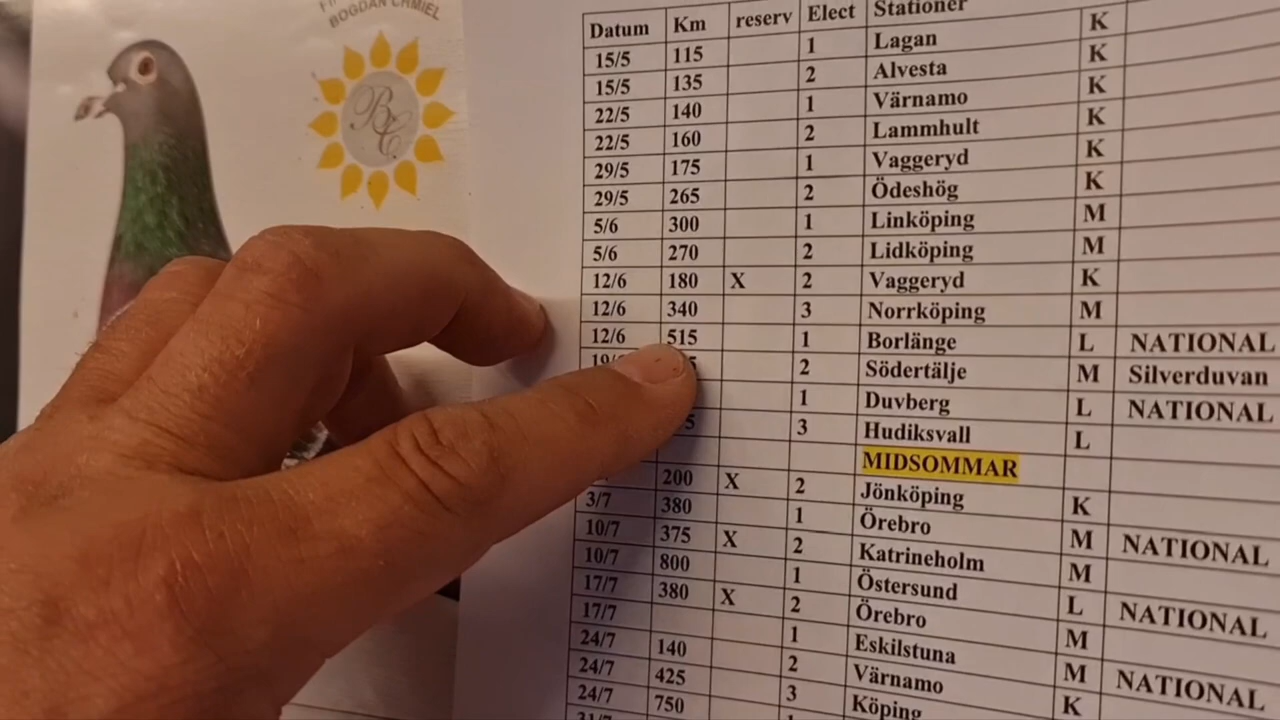 BOGDAN CHMIEL
BC
Datum Km reserv Elect Stationer
15/5 115 1 Lagan K
15/5 135 2 Alvesta K
22/5 140 1 Värnamo K
22/5 160 2 Lammhult K
29/5 175 1 Vaggeryd K
29/5 265 2 Ödeshög K
5/6 300 1 Linköping M
5/6 270 2 Lidköping M
12/6 180 X 2 Vaggeryd K
12/6 340 3 Norrköping M
12/6 515 1 Borlänge L NATIONAL
2 Södertälje M Silverduvan
1 Duvberg L NATIONAL
3 Hudiksvall L
MIDSOMMAR
200 X 2 Jönköping K
3/7 380 1 Örebro M NATIONAL
10/7 375 X 2 Katrineholm M
10/7 800 1 Östersund L NATIONAL
17/7 380 X 2 Örebro M
17/7 1 Eskilstuna M NATIONAL
24/7 140 2 Värnamo K
24/7 425 3 Köping
24/7 750